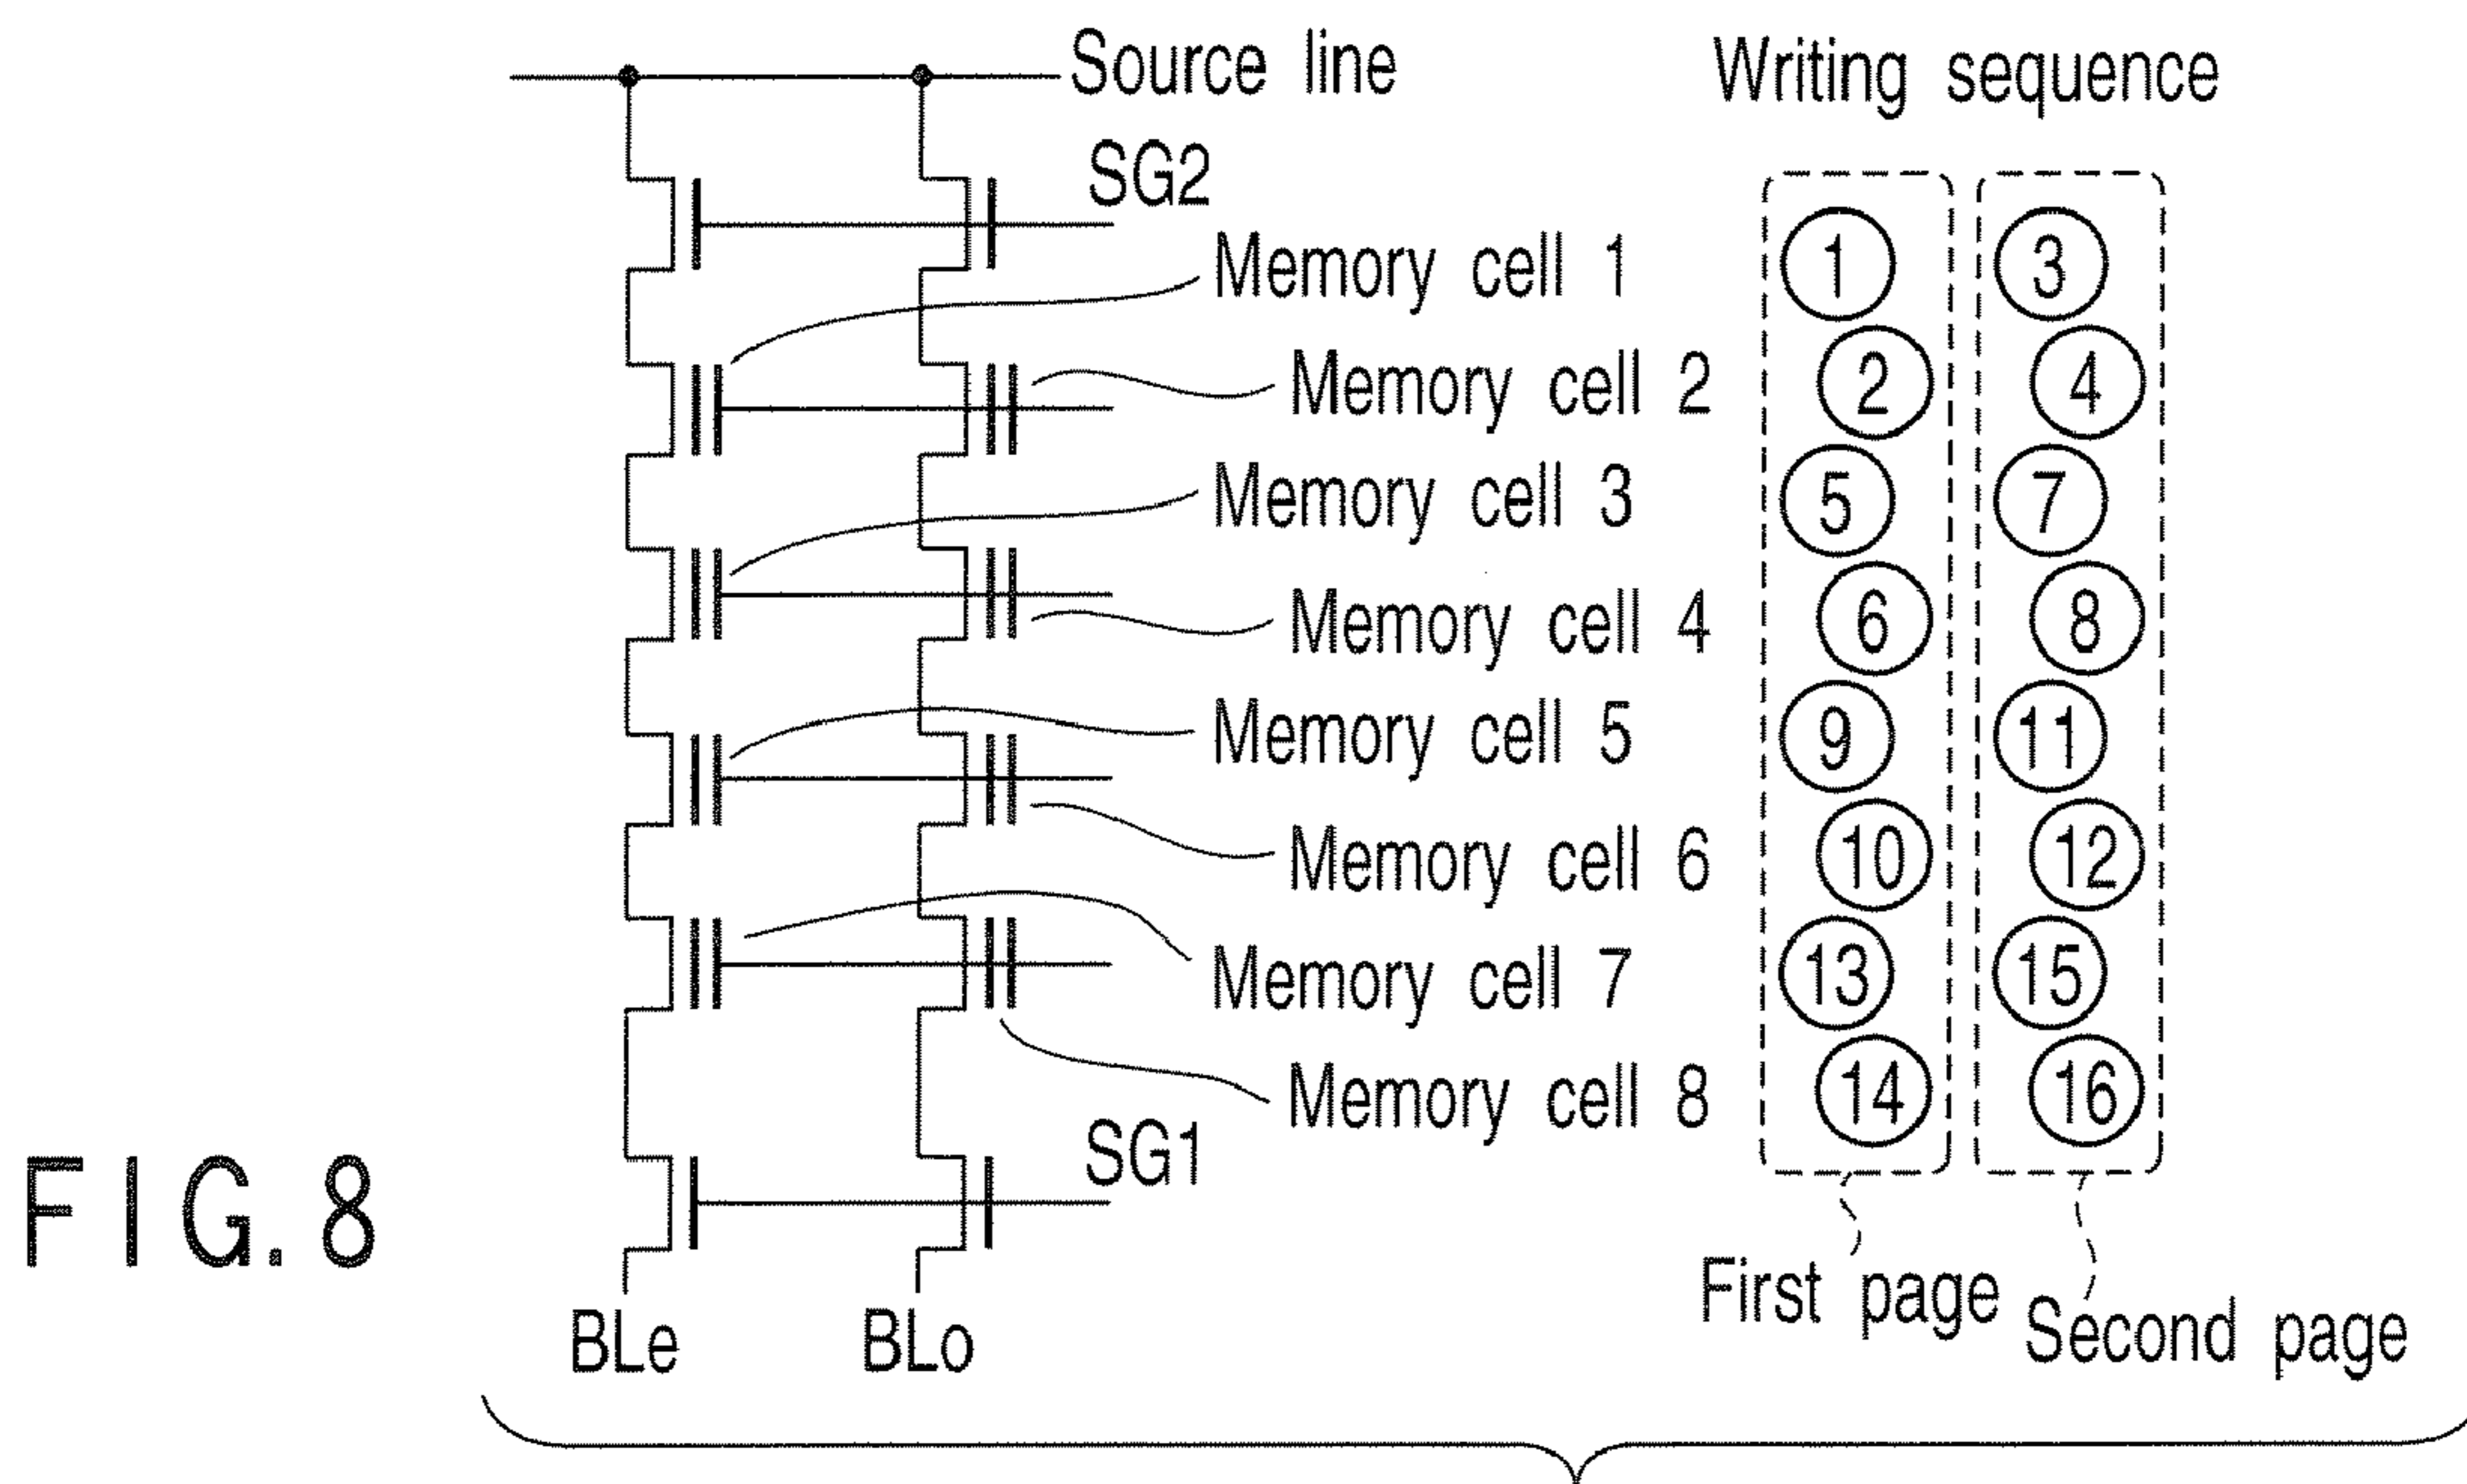 Source line
Writing sequence
SG2
Memory cell 1
1 3
Memory cell 2
2 4
Memory cell 3
5 7
Memory cell 4
6 8
Memory cell 5
9 11
Memory cell 6
10 12
Memory cell 7
13 15
Memory cell 8
14 16
SG1
FIG. 8
First page
Second page
BLe BLo